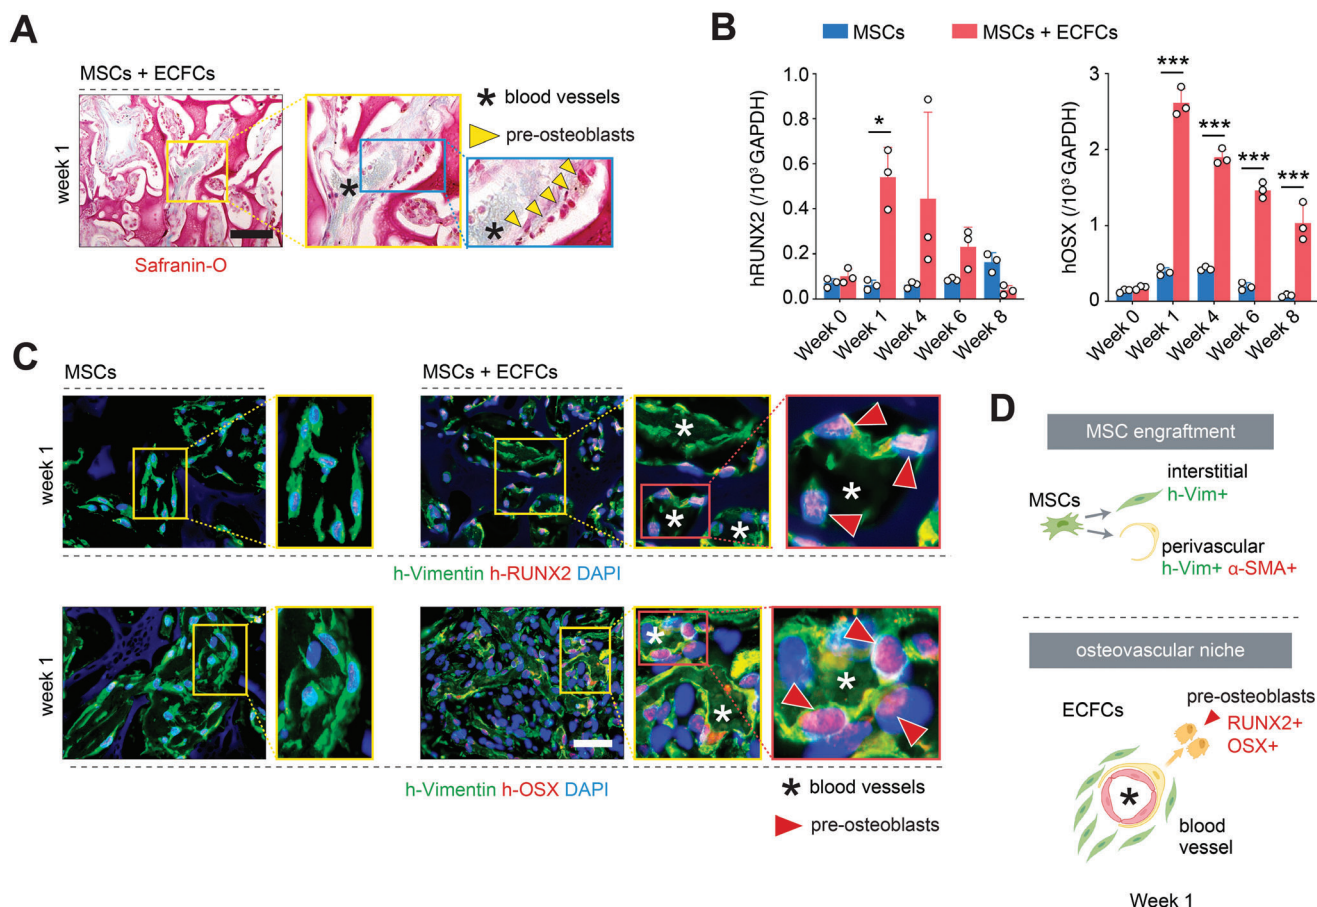 A
MSCs + ECFCs
week 1
Safranin-O
* blood vessels
pre-osteoblasts
*
*
B
MSCs
MSCs + ECFCs
hRUNX2 (/10³ GAPDH)
1.0
0.8
0.6
0.4
0.2
0.0
*
Week 0
Week 1
Week 4
Week 6
Week 8
hOSX (/10³ GAPDH)
3
2
1
0
***
***
***
***
Week 0
Week 1
Week 4
Week 6
Week 8
C
MSCs
MSCs + ECFCs
week 1
*
*
*
*
h-Vimentin h-RUNX2 DAPI
week 1
*
*
*
h-Vimentin h-OSX DAPI
* blood vessels
pre-osteoblasts
D
MSC engraftment
MSCs
interstitial
h-Vim+
perivascular
h-Vim+ α-SMA+
osteovascular niche
ECFCs
pre-osteoblasts
RUNX2+
OSX+
*
blood
vessel
Week 1